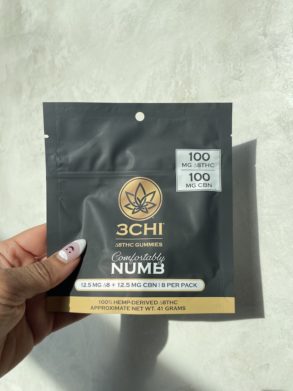 100
MG Δ8THC
100
MG CBN
3CHI
Δ8THC GUMMIES
Comfortably
NUMB
12.5 MG Δ8 + 12.5 MG CBN | 8 PER PACK
100% HEMP-DERIVED Δ8THC
APPROXIMATE NET WT. 41 GRAMS